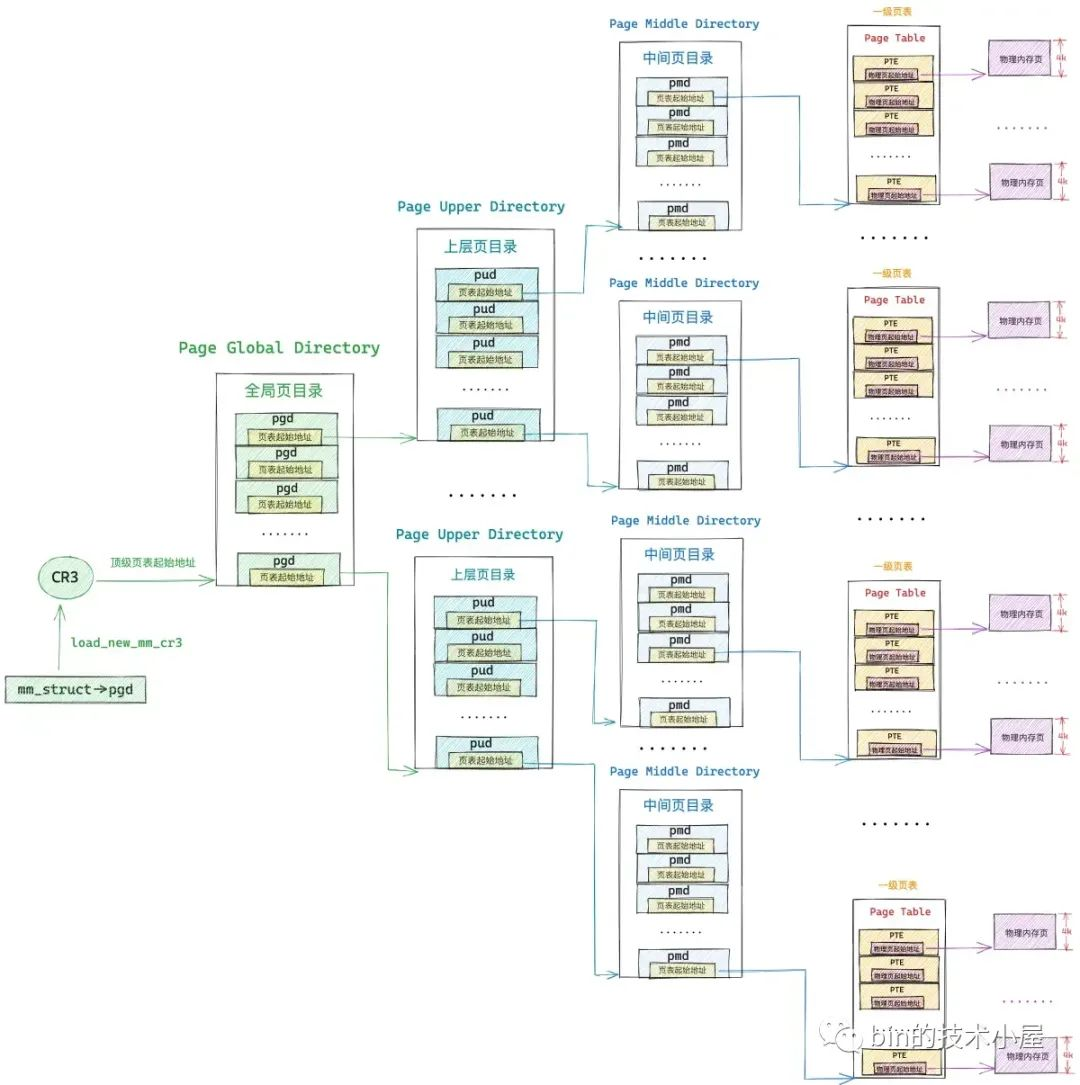 Page Global Directory
全局页目录
pgd
页表起始地址
pgd
页表起始地址
pgd
页表起始地址
.......
pgd
页表起始地址
CR3
顶级页表起始地址
load_new_mm_cr3
mm_struct→pgd
Page Upper Directory
上层页目录
pud
页表起始地址
pud
页表起始地址
pud
页表起始地址
.......
pud
页表起始地址
.......
Page Upper Directory
上层页目录
pud
页表起始地址
pud
页表起始地址
pud
页表起始地址
.......
pud
页表起始地址
Page Middle Directory
中间页目录
pmd
页表起始地址
pmd
页表起始地址
pmd
页表起始地址
.......
pmd
页表起始地址
.......
Page Middle Directory
中间页目录
pmd
页表起始地址
pmd
页表起始地址
pmd
页表起始地址
.......
pmd
页表起始地址
Page Middle Directory
中间页目录
pmd
页表起始地址
pmd
页表起始地址
pmd
页表起始地址
.......
pmd
页表起始地址
.......
Page Middle Directory
中间页目录
pmd
页表起始地址
pmd
页表起始地址
pmd
页表起始地址
.......
pmd
页表起始地址
一级页表
Page Table
PTE
物理页起始地址
PTE
物理页起始地址
PTE
物理页起始地址
.......
PTE
物理页起始地址
物理内存页
4k
.......
物理内存页
4k
.......
一级页表
Page Table
PTE
物理页起始地址
PTE
物理页起始地址
PTE
物理页起始地址
.......
PTE
物理页起始地址
物理内存页
4k
.......
物理内存页
4k
.......
一级页表
Page Table
PTE
物理页起始地址
PTE
物理页起始地址
PTE
物理页起始地址
.......
PTE
物理页起始地址
物理内存页
4k
.......
物理内存页
4k
.......
一级页表
Page Table
PTE
物理页起始地址
PTE
物理页起始地址
PTE
物理页起始地址
PTE
物理页起始地址
物理内存页
4k
.......
物理内存页
4k
bin的技术小屋